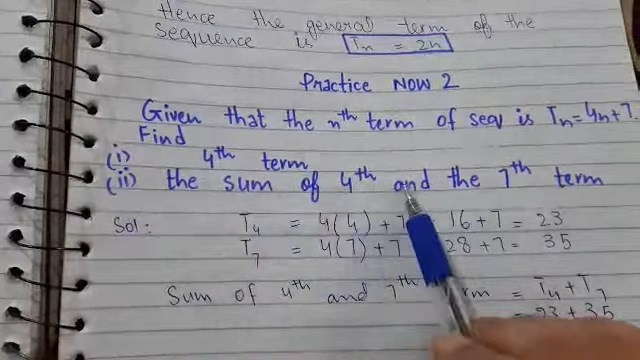 Hence the general term of the
sequence is Tn = 2n
Practice Now 2
Given that the nth term of seq is Tn=4n+7.
Find
(i) 4th term
(ii) the sum of 4th and the 7th term
Sol: T4 = 4(4)+7 16+7 = 23
T7 = 4(7)+7 28+7= 35
Sum of 4th and 7th = T4+T7
= 23+35